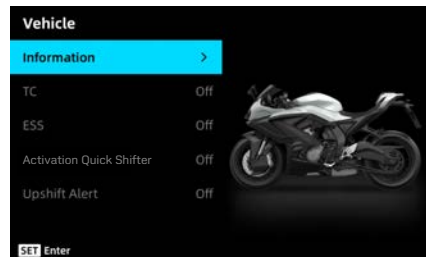 Vehicle
Information >
TC Off
ESS Off
Activation Quick Shifter Off
Upshift Alert Off
SET Enter